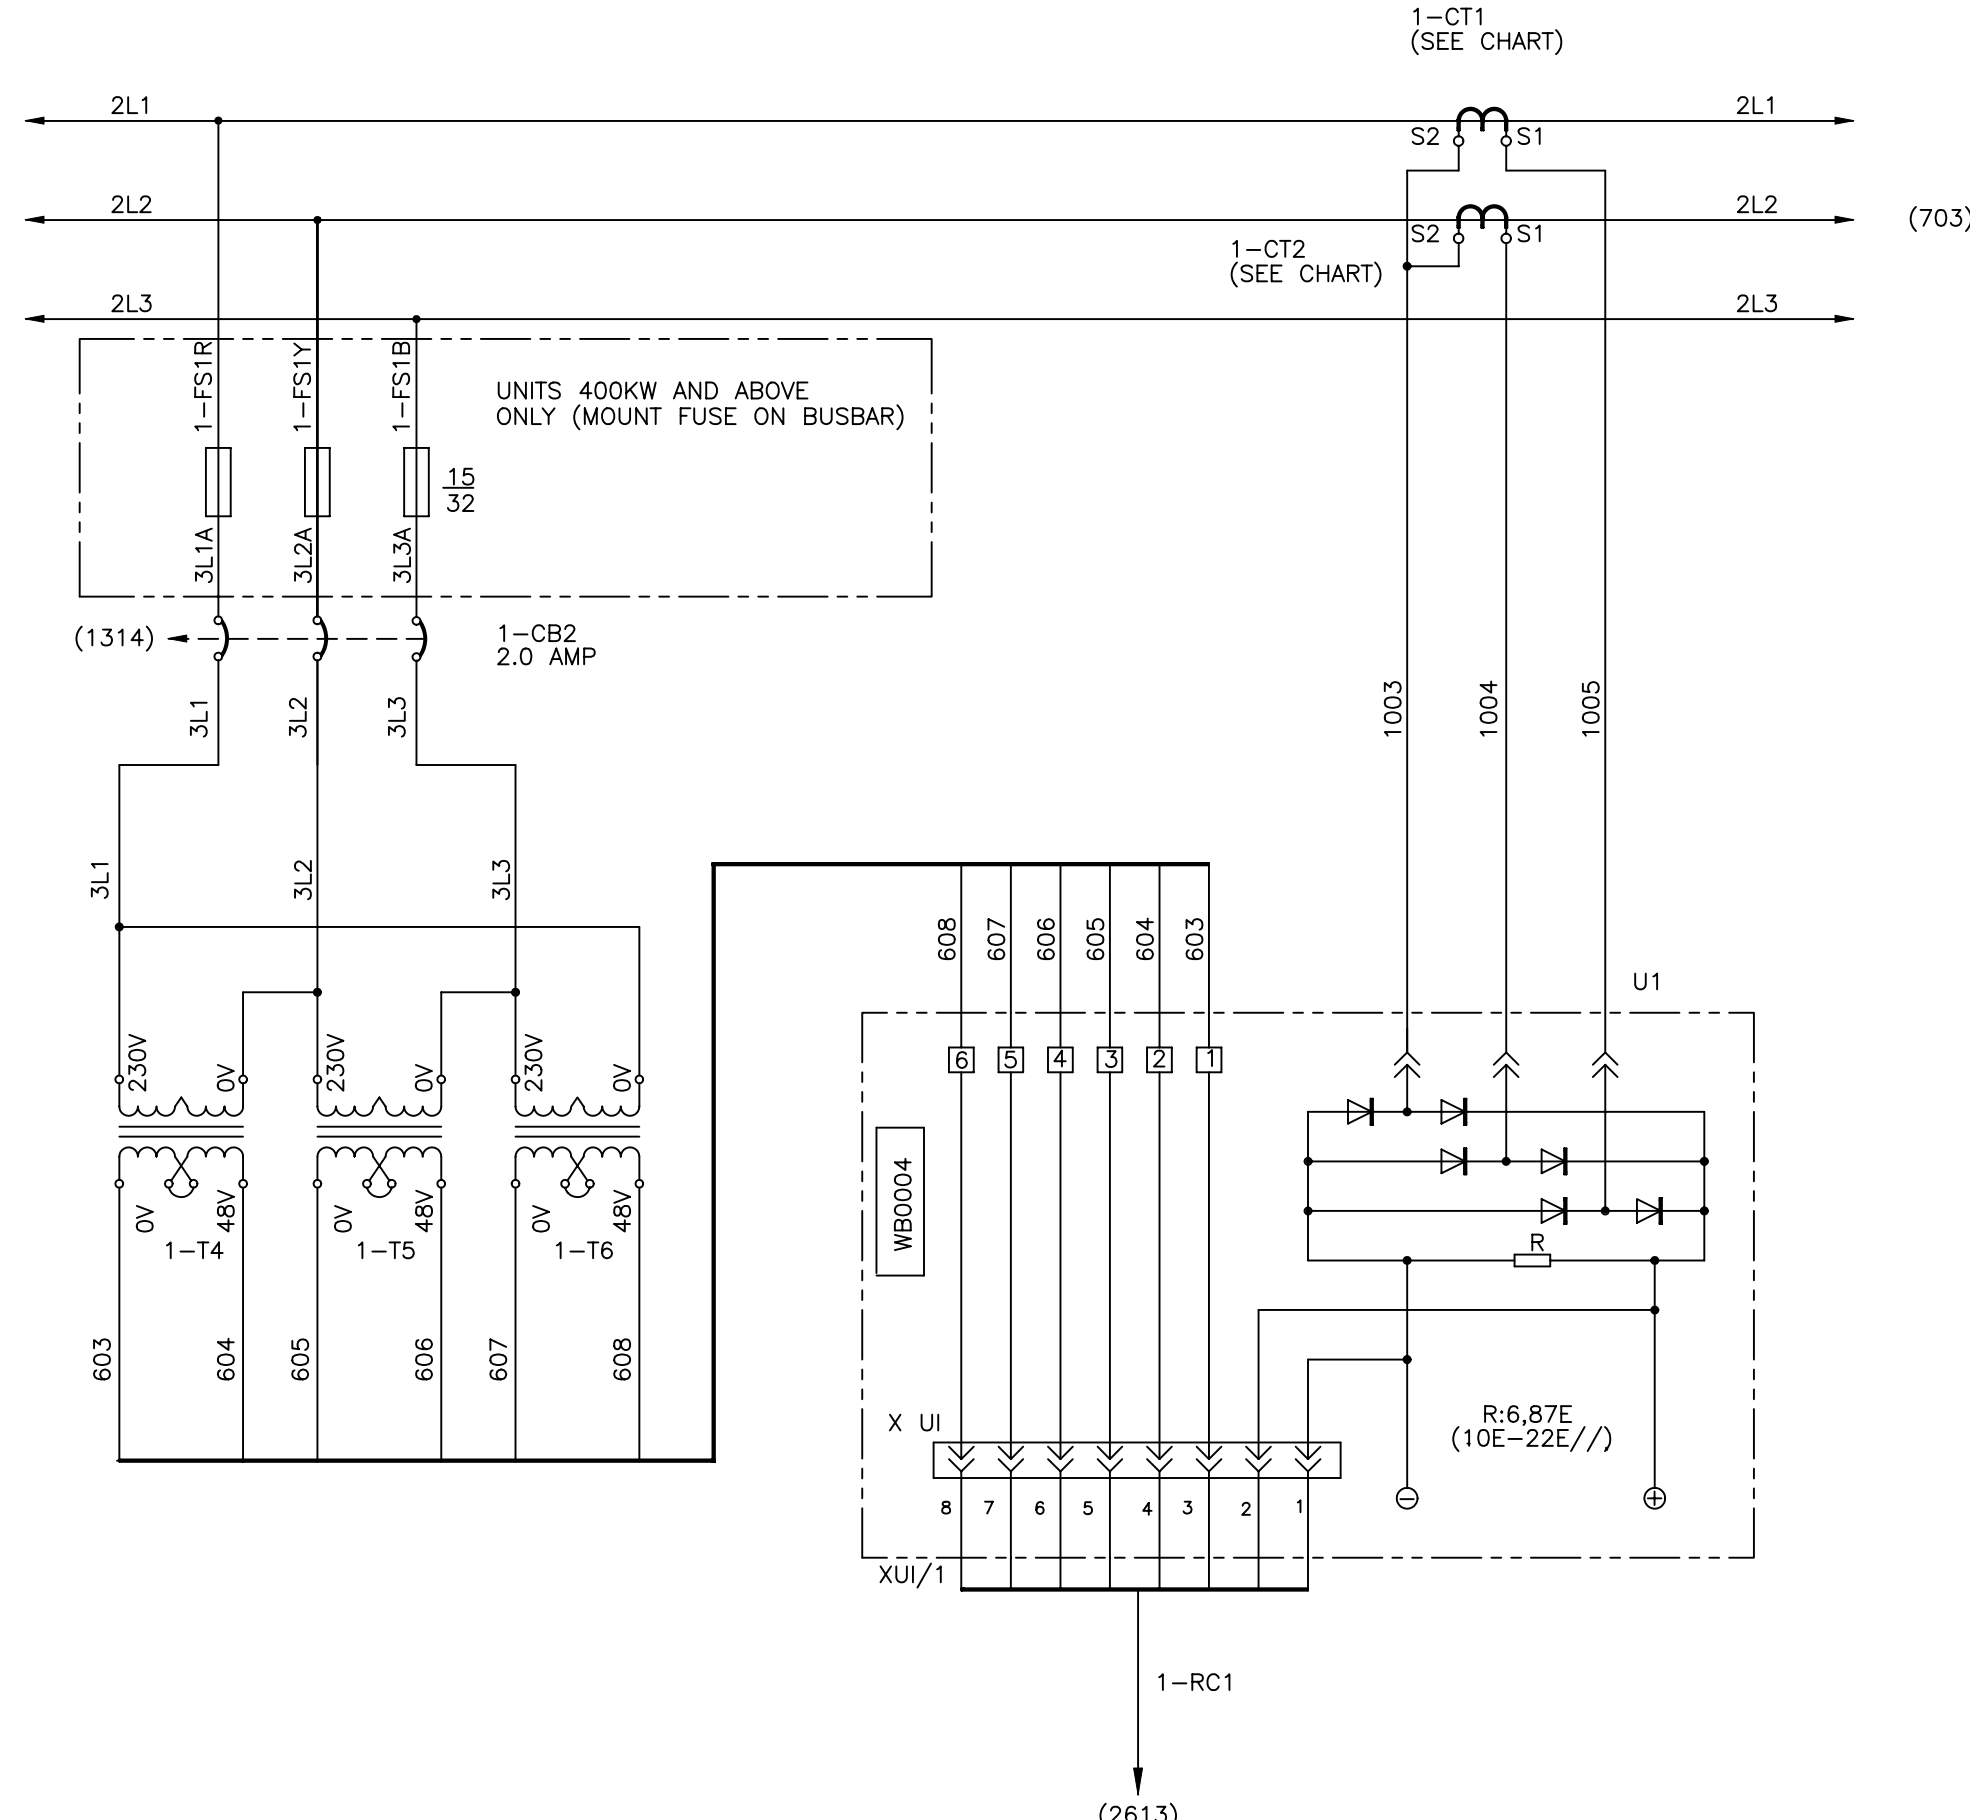 1-CT1
(SEE CHART)
2L1
2L1
S2
S1
2L2
2L2
(703)
S2
S1
1-CT2
(SEE CHART)
2L3
2L3
1-FS1R
1-FS1Y
1-FS1B
UNITS 400KW AND ABOVE
ONLY (MOUNT FUSE ON BUSBAR)
15
32
3L1A
3L2A
3L3A
(1314)
1-CB2
2.0 AMP
3L1
3L2
3L3
1003
1004
1005
3L1
3L2
3L3
608
607
606
605
604
603
U1
230V
0V
230V
0V
230V
0V
6
5
4
3
2
1
WB0004
0V
48V
0V
48V
0V
48V
1-T4
1-T5
1-T6
R
603
604
605
606
607
608
R:6,87E
(10E-22E//)
X UI
8
7
6
5
4
3
2
1
XUI/1
1-RC1
(2613)